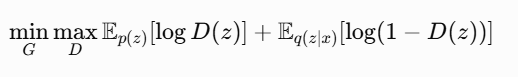 min_G max_D 𝔼_{p(z)}[log D(z)] + 𝔼_{q(z|x)}[log(1 − D(z))]